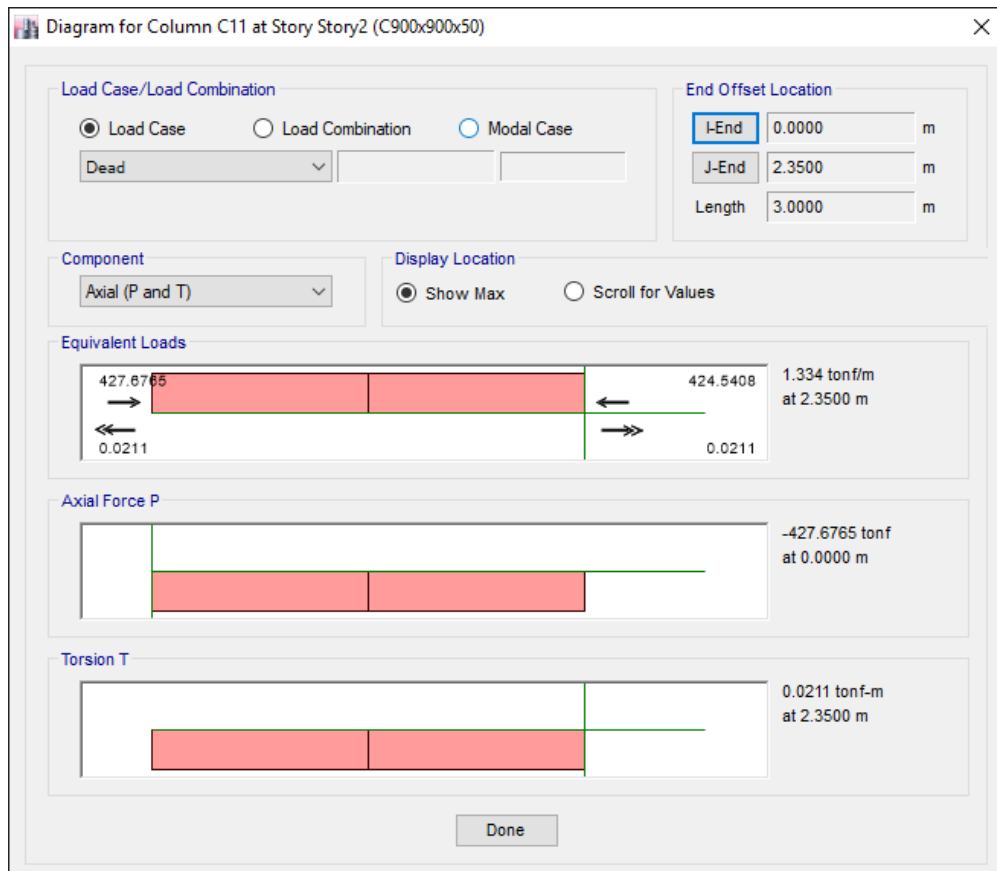 Diagram for Column C11 at Story Story2 (C900x900x50)
Load Case/Load Combination
Load Case
Load Combination
Modal Case
Dead
End Offset Location
I-End
0.0000
m
J-End
2.3500
m
Length
3.0000
m
Component
Axial (P and T)
Display Location
Show Max
Scroll for Values
Equivalent Loads
427.6765
424.5408
0.0211
0.0211
1.334 tonf/m
at 2.3500 m
Axial Force P
-427.6765 tonf
at 0.0000 m
Torsion T
0.0211 tonf-m
at 2.3500 m
Done